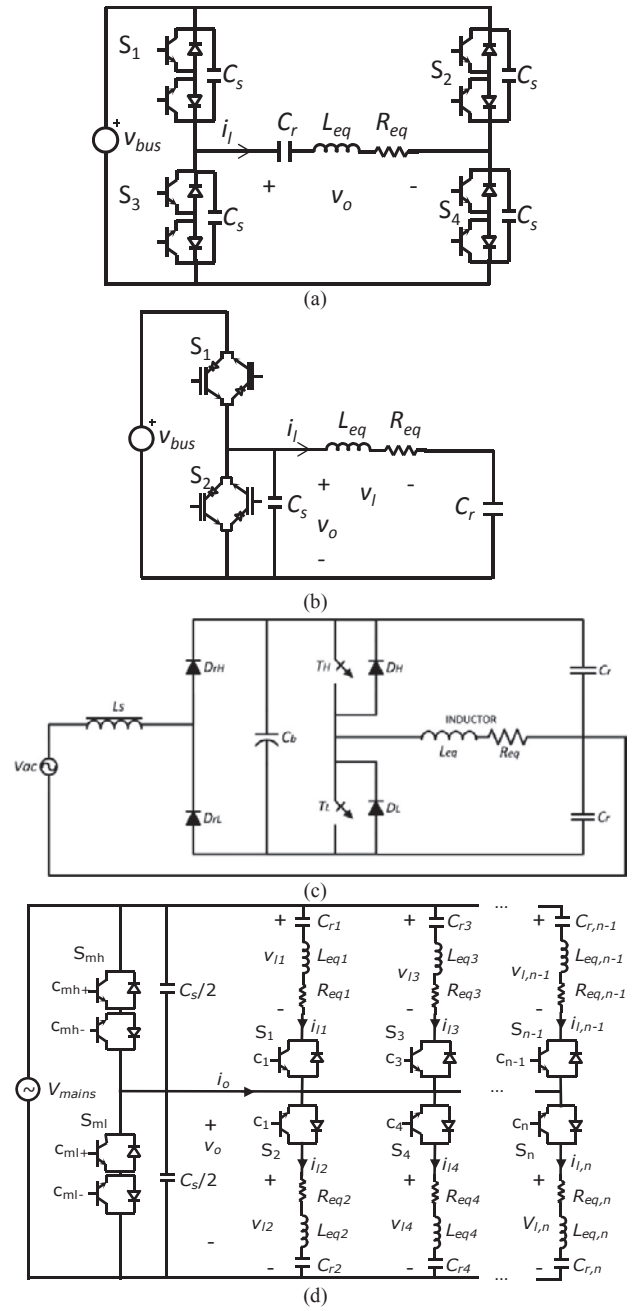 S1
Cs
S2
Cs
+
vbus
il
Cr
Leq
Req
+
vo
-
S3
Cs
S4
Cs
(a)
S1
+
vbus
il
Leq
Req
S2
Cs
+
vl
-
vo
-
Cr
(b)
DrH
TH
DH
Cr
Ls
INDUCTOR
Cb
Leq
Req
Vac
DrL
TL
DL
Cr
(c)
...
+ Cr1
+ Cr3
+ Cr,n-1
Smh
cmh+
cmh-
Cs/2
vl1
Leq1
vl3
Leq3
vl,n-1
Leq,n-1
Req1
Req3
Req,n-1
-
-
-
il1
il3
il,n-1
S1
S3
Sn-1
c1
c3
cn-1
Vmains
io
...
Sml
cml+
cml-
+
vo
-
Cs/2
c1
c4
cn
S2
S4
Sn
il2
il4
il,n
+
+
+
Req2
Req4
Req,n
vl2
Leq2
vl4
Leq4
Vl,n
Leq,n
- Cr2
- Cr4
- Cr,n
...
(d)